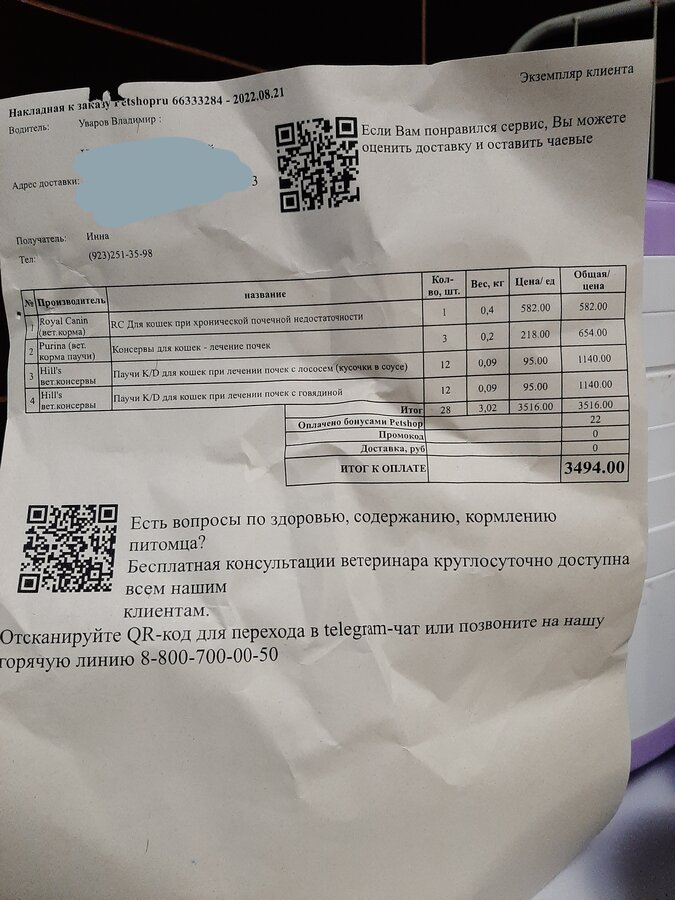 Экземпляр клиента
Накладная к заказу Petshopru 66333284 - 2022.08.21
Водитель: Уваров Владимир :
Если Вам понравился сервис, Вы можете
оценить доставку и оставить чаевые
Адрес доставки: 3
Получатель: Инна
Тел: (923)251-35-98
№ Производитель название Кол-во, шт. Вес, кг Цена/ ед Общая/ цена
1 Royal Canin (вет.корма) RC Для кошек при хронической почечной недостаточности 1 0,4 582.00 582.00
2 Purina (вет. корма паучи) Консервы для кошек - лечение почек 3 0,2 218.00 654.00
3 Hill's вет.консервы Паучи K/D для кошек при лечении почек с лососем (кусочки в соусе) 12 0,09 95.00 1140.00
4 Hill's вет.консервы Паучи K/D для кошек при лечении почек с говядиной 12 0,09 95.00 1140.00
Итог 28 3,02 3516.00 3516.00
Оплачено бонусами Petshop 22
Промокод 0
Доставка, руб 0
ИТОГ К ОПЛАТЕ 3494.00
Есть вопросы по здоровью, содержанию, кормлению
питомца?
Бесплатная консультации ветеринара круглосуточно доступна
всем нашим
клиентам.
Отсканируйте QR-код для перехода в telegram-чат или позвоните на нашу
горячую линию 8-800-700-00-50